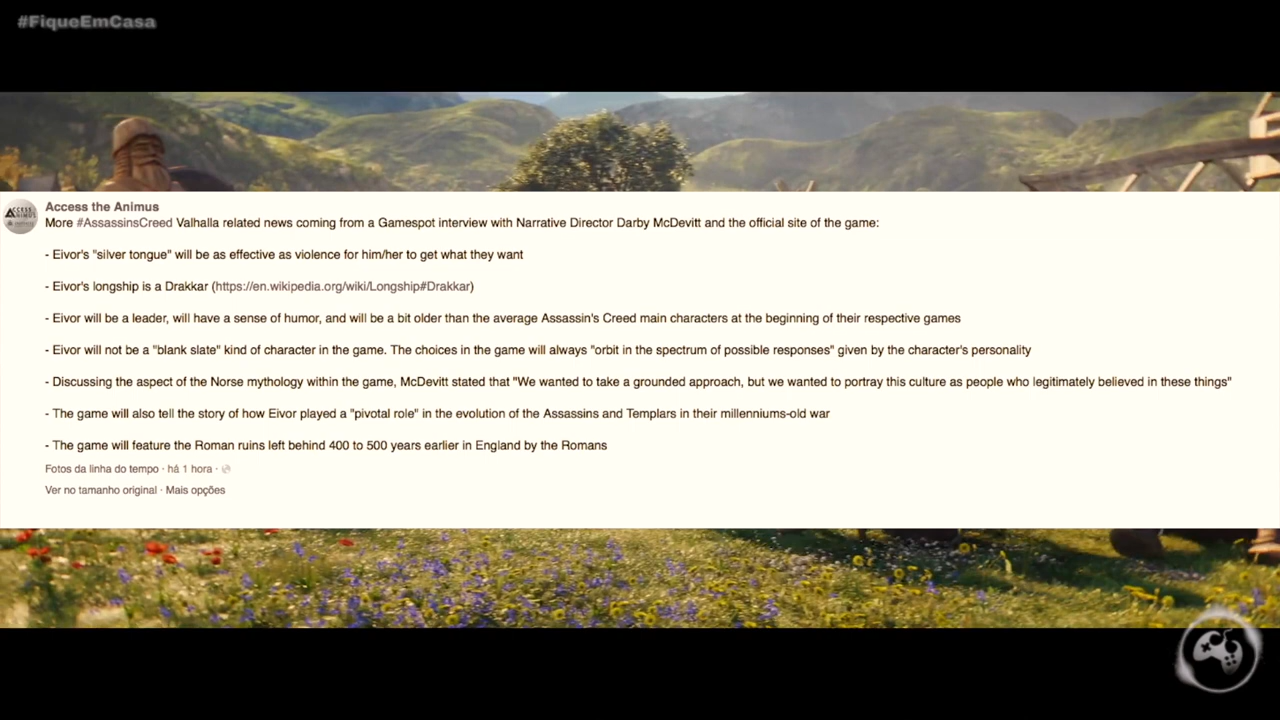 #FiqueEmCasa
Access the Animus
More #AssassinsCreed Valhalla related news coming from a Gamespot interview with Narrative Director Darby McDevitt and the official site of the game:
- Eivor's "silver tongue" will be as effective as violence for him/her to get what they want
- Eivor's longship is a Drakkar (https://en.wikipedia.org/wiki/Longship#Drakkar)
- Eivor will be a leader, will have a sense of humor, and will be a bit older than the average Assassin's Creed main characters at the beginning of their respective games
- Eivor will not be a "blank slate" kind of character in the game. The choices in the game will always "orbit in the spectrum of possible responses" given by the character's personality
- Discussing the aspect of the Norse mythology within the game, McDevitt stated that "We wanted to take a grounded approach, but we wanted to portray this culture as people who legitimately believed in these things"
- The game will also tell the story of how Eivor played a "pivotal role" in the evolution of the Assassins and Templars in their millenniums-old war
- The game will feature the Roman ruins left behind 400 to 500 years earlier in England by the Romans
Fotos da linha do tempo · há 1 hora ·
Ver no tamanho original · Mais opções